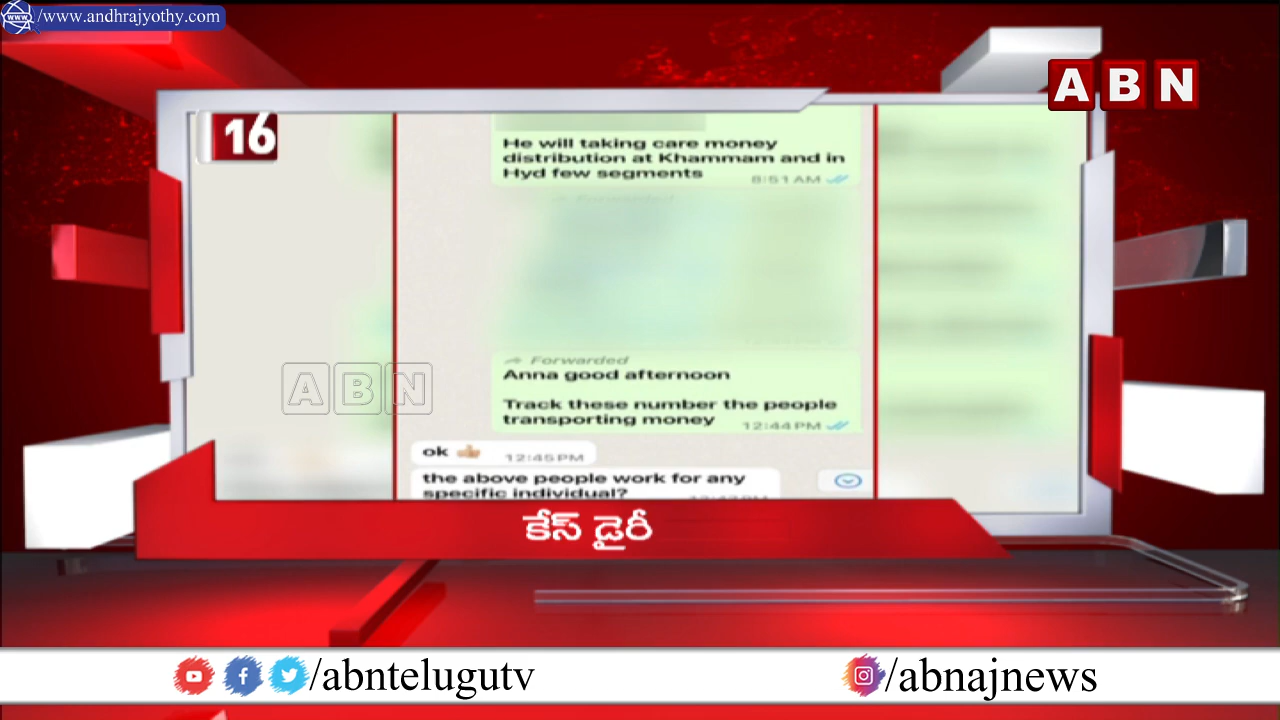 /www.andhrajyothy.com
ABN
16
He will taking care money
distribution at Khammam and in
Hyd few segments
8:51 AM
Forwarded
Forwarded
Anna good afternoon
Track these number the people
transporting money
12:44 PM
ABN
ok 👍
12:45 PM
the above people work for any
specific individual?
కేస్ డైరీ
/abntelugutv
/abnajnews